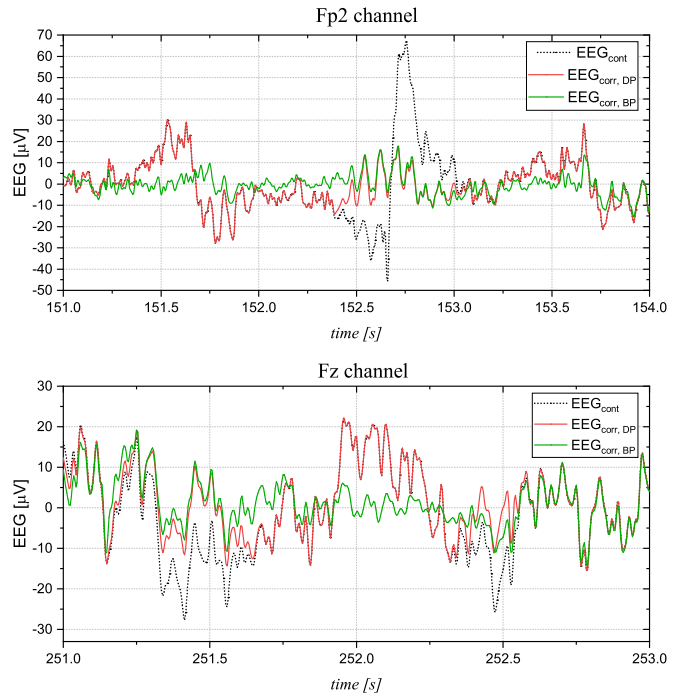 Fp2 channel
70
60
50
40
30
20
10
0
-10
-20
-30
-40
-50
EEG [µV]
EEGcont
EEGcorr, DP
EEGcorr, BP
151.0 151.5 152.0 152.5 153.0 153.5 154.0
time [s]
Fz channel
30
20
10
0
-10
-20
-30
EEG [µV]
EEGcont
EEGcorr, DP
EEGcorr, BP
251.0 251.5 252.0 252.5 253.0
time [s]